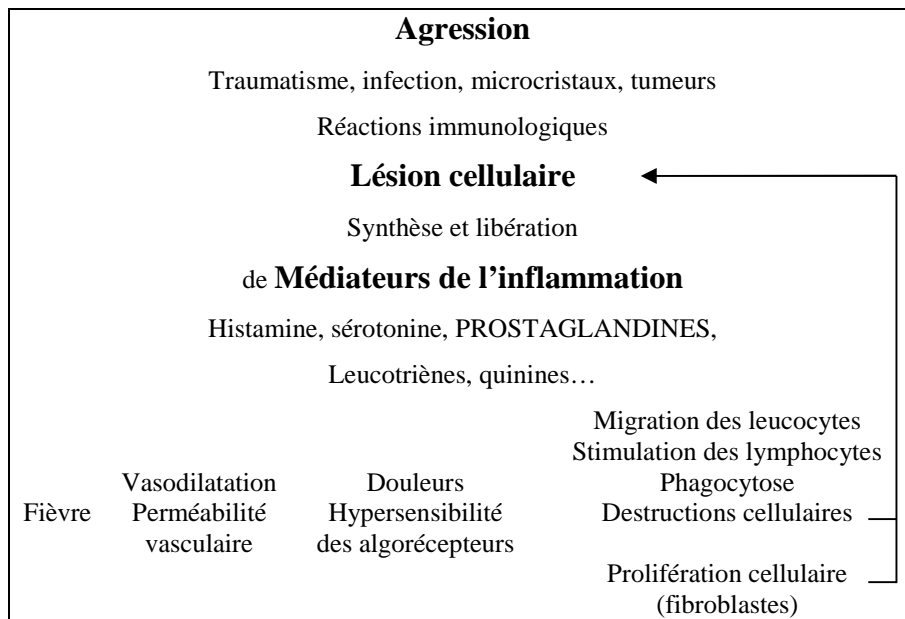 Agression
Traumatisme, infection, microcristaux, tumeurs
Réactions immunologiques
Lésion cellulaire
Synthèse et libération
de Médiateurs de l’inflammation
Histamine, sérotonine, PROSTAGLANDINES,
Leucotriènes, quinines…
Fièvre
Vasodilatation
Perméabilité
vasculaire
Douleurs
Hypersensibilité
des algorécepteurs
Migration des leucocytes
Stimulation des lymphocytes
Phagocytose
Destructions cellulaires
Prolifération cellulaire
(fibroblastes)